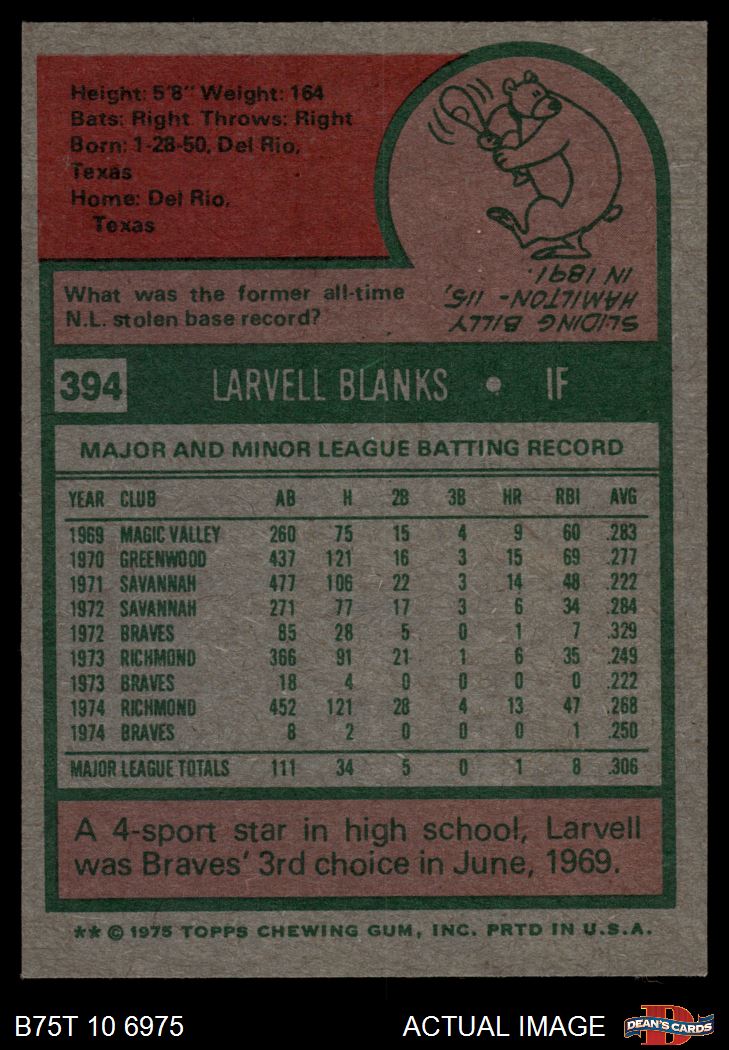 Height: 5'8" Weight: 164
Bats: Right Throws: Right
Born: 1-28-50, Del Rio,
Texas
Home: Del Rio,
Texas
What was the former all-time
N.L. stolen base record?
SLIDING BILLY
HAMILTON-115,
IN 1891.
394 LARVELL BLANKS • IF
MAJOR AND MINOR LEAGUE BATTING RECORD
YEAR CLUB AB H 2B 3B HR RBI AVG
1969 MAGIC VALLEY 260 75 15 4 9 60 .283
1970 GREENWOOD 437 121 16 3 15 69 .277
1971 SAVANNAH 477 106 22 3 14 48 .222
1972 SAVANNAH 271 77 17 3 6 34 .284
1972 BRAVES 85 28 5 0 1 7 .329
1973 RICHMOND 366 91 21 1 6 35 .249
1973 BRAVES 18 4 0 0 0 0 .222
1974 RICHMOND 452 121 28 4 13 47 .268
1974 BRAVES 8 2 0 0 0 1 .250
MAJOR LEAGUE TOTALS 111 34 5 0 1 8 .306
A 4-sport star in high school, Larvell
was Braves' 3rd choice in June, 1969.
** © 1975 TOPPS CHEWING GUM, INC. PRTD IN U.S.A.
B75T 10 6975 ACTUAL IMAGE D DEAN'S CARDS